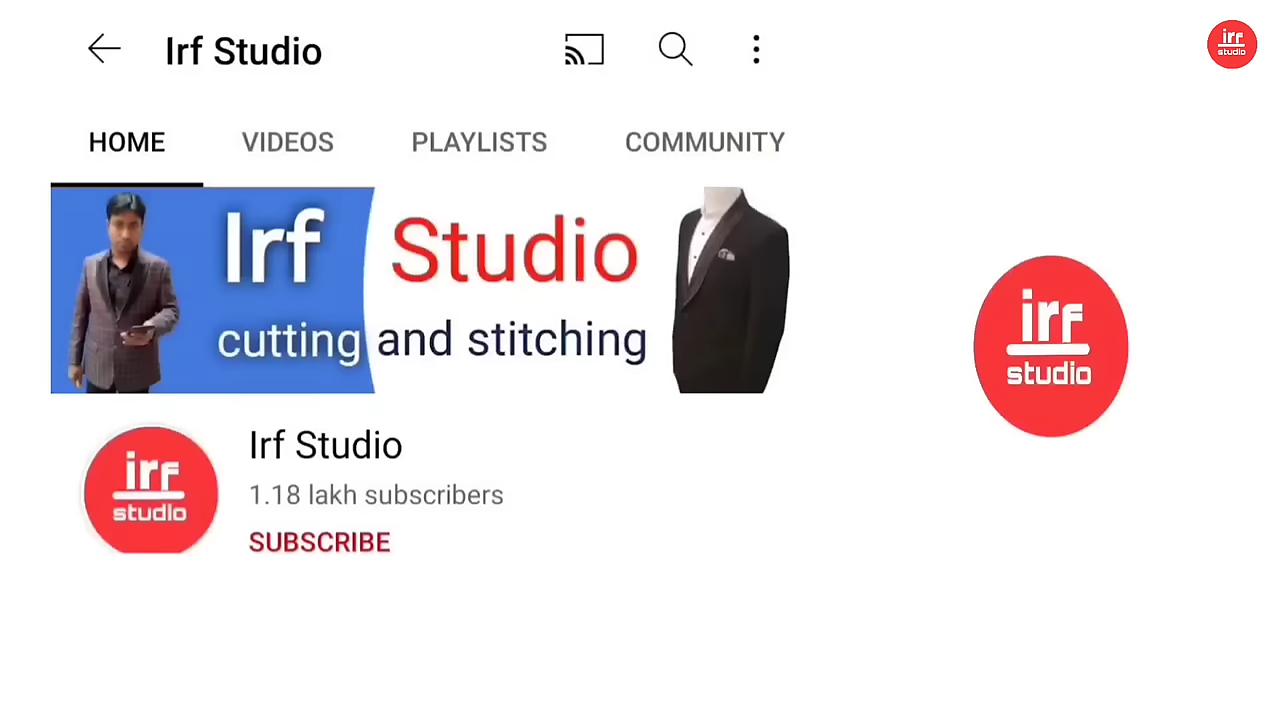 Irf Studio
irf
studio
HOME VIDEOS PLAYLISTS COMMUNITY
Irf Studio
cutting and stitching
irf
studio
irf
studio
Irf Studio
1.18 lakh subscribers
SUBSCRIBE